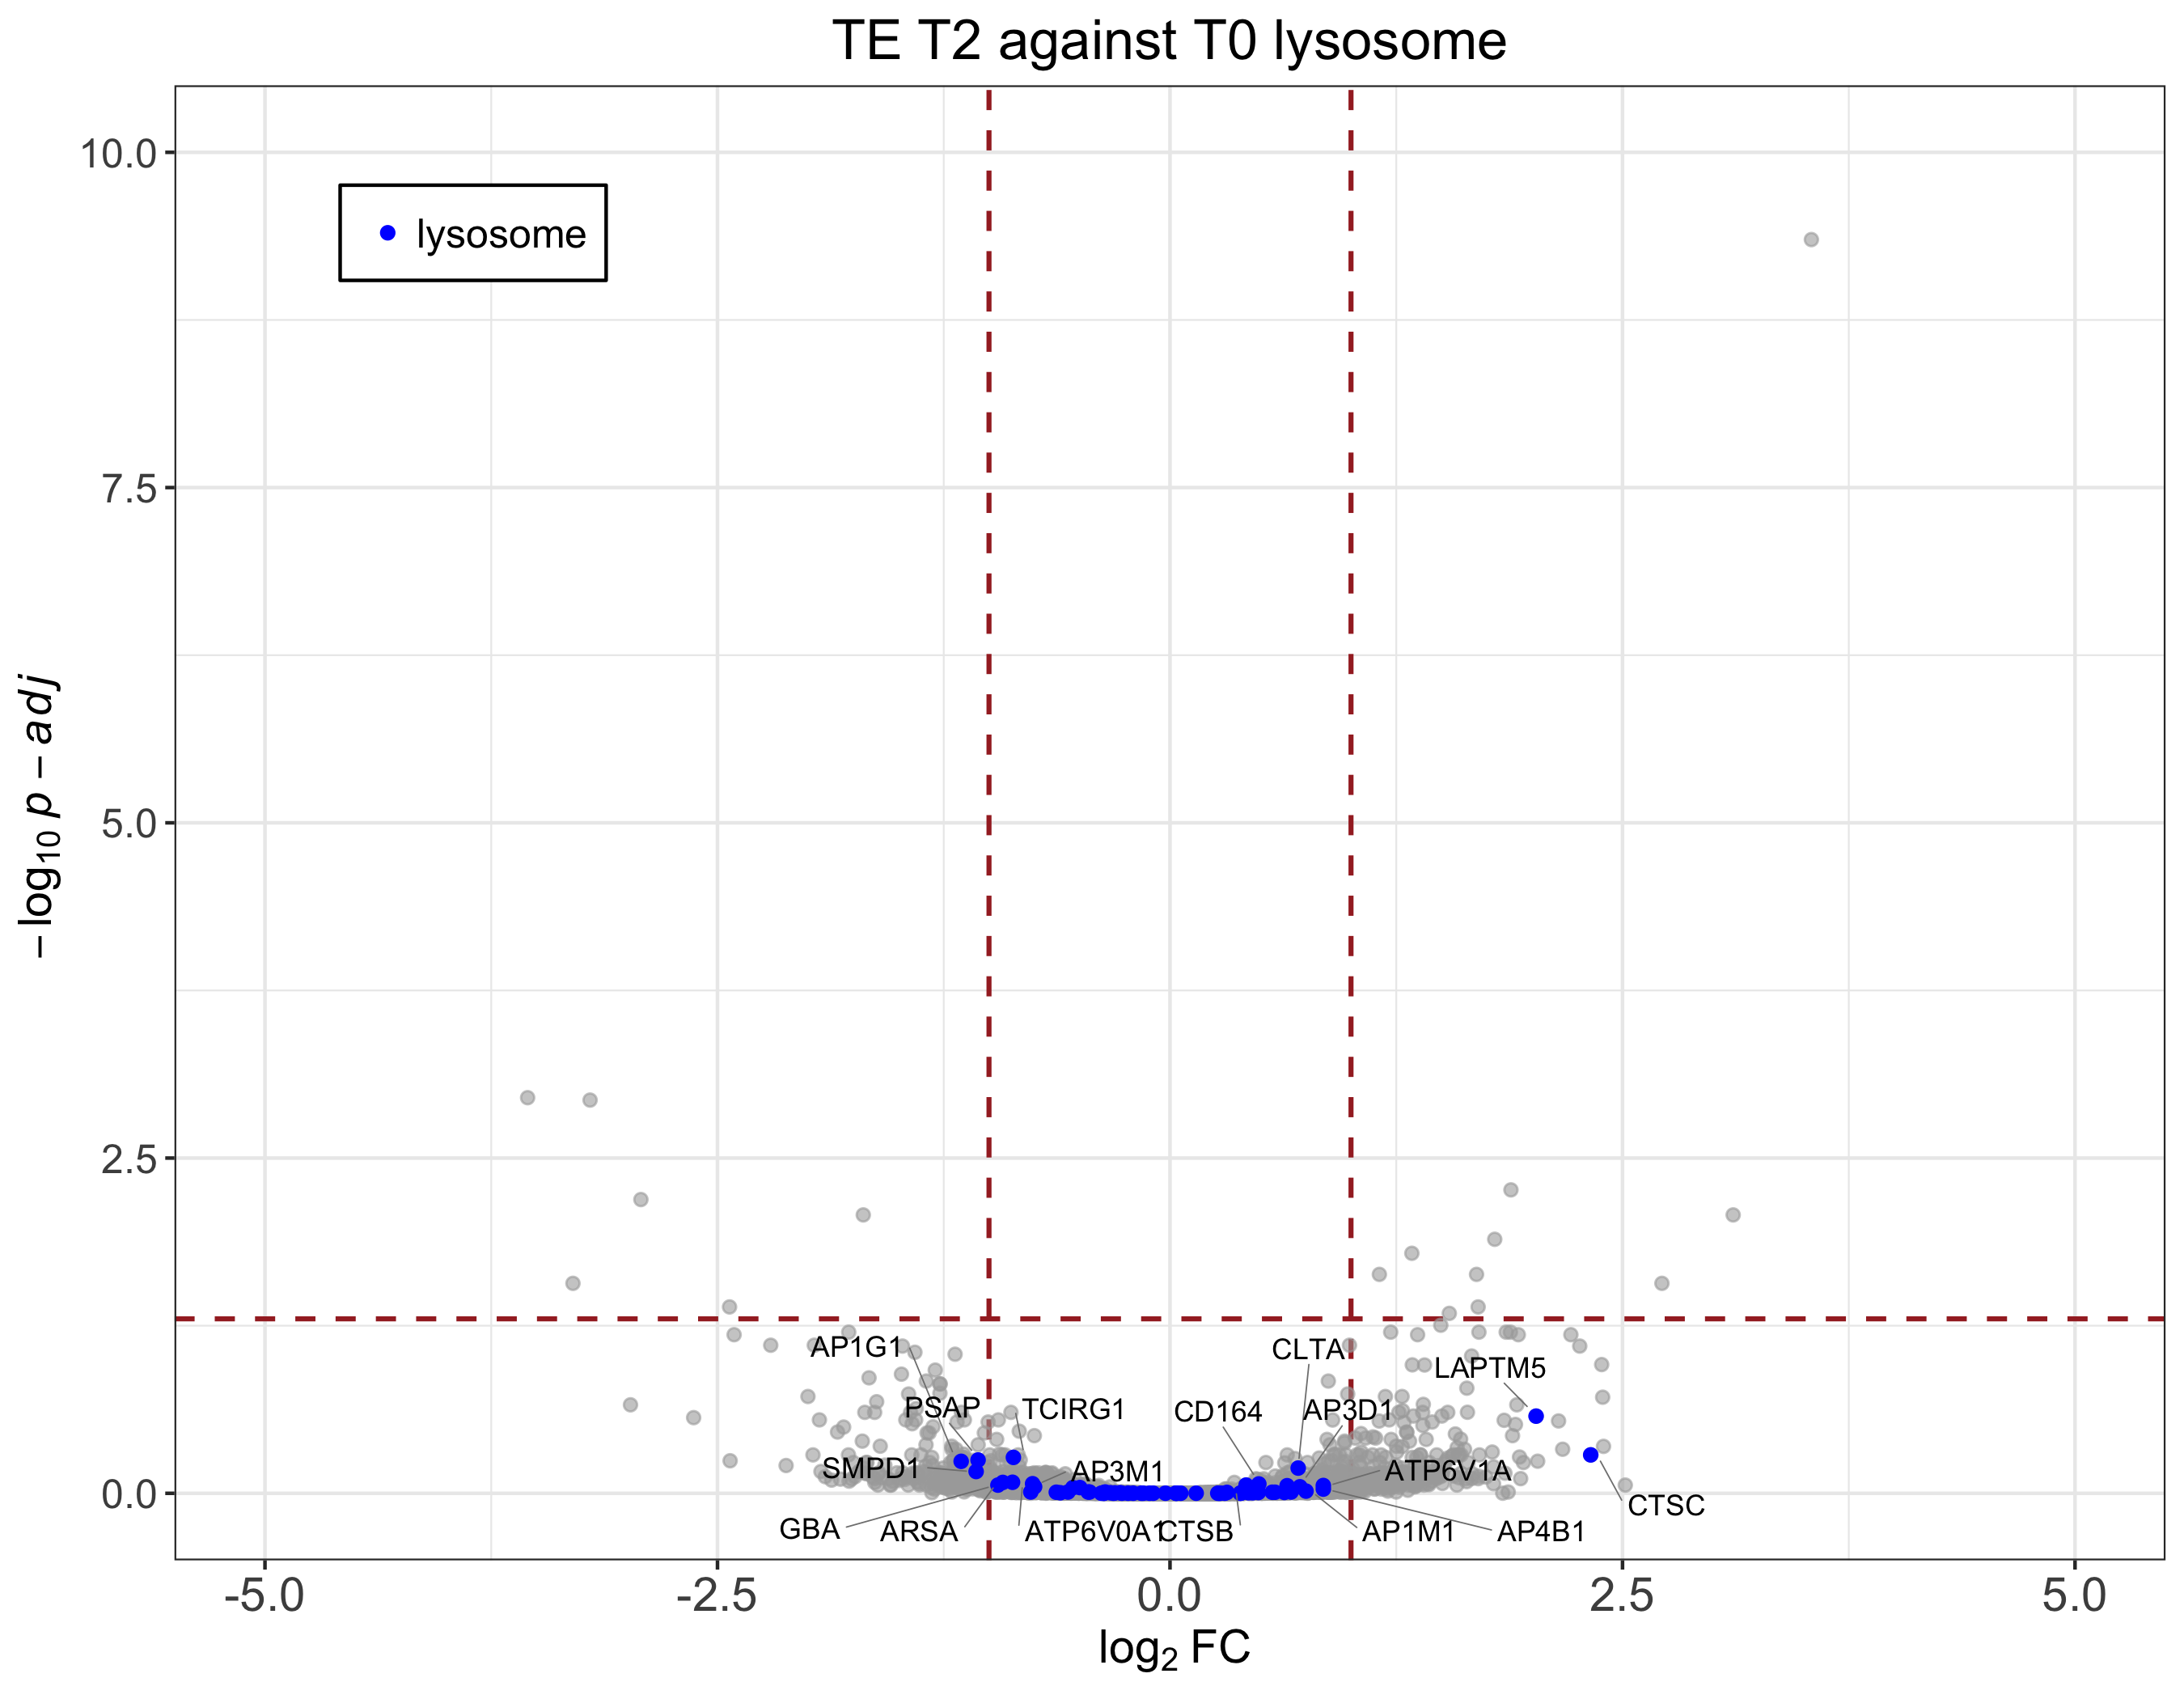 TE T2 against T0 lysosome
10.0
7.5
5.0
2.5
0.0
−log10 p − adj
lysosome
AP1G1
CLTA
LAPTM5
PSAP
TCIRG1
CD164
AP3D1
SMPD1
AP3M1
ATP6V1A
CTSC
GBA
ARSA
ATP6V0A1
CTSB
AP1M1
AP4B1
-5.0
-2.5
0.0
2.5
5.0
log2 FC